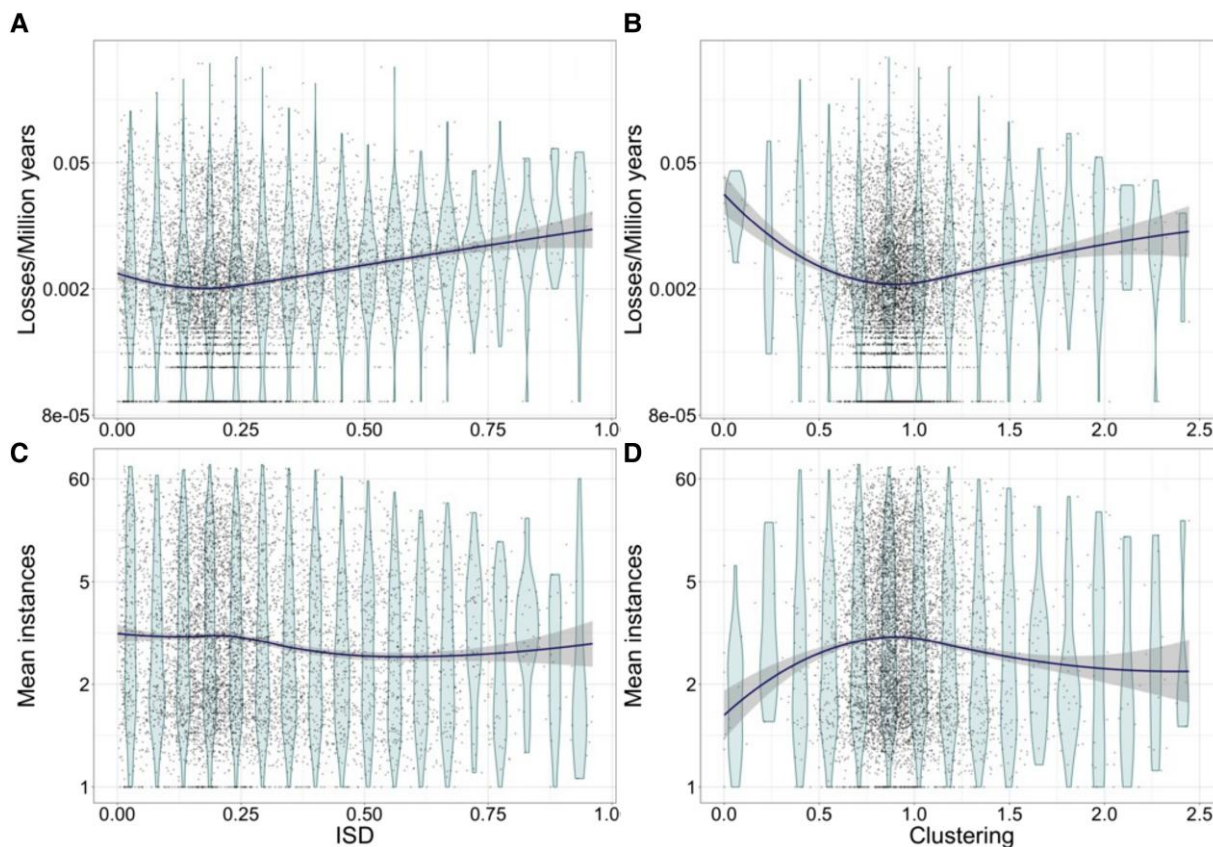 A
Losses/Million years
0.05
0.002
8e-05
0.00 0.25 0.50 0.75 1.0
B
Losses/Million years
0.05
0.002
8e-05
0.0 0.5 1.0 1.5 2.0 2.5
C
Mean instances
60
5
2
1
0.00 0.25 0.50 0.75 1.0
ISD
D
Mean instances
60
5
2
1
0.0 0.5 1.0 1.5 2.0 2.5
Clustering